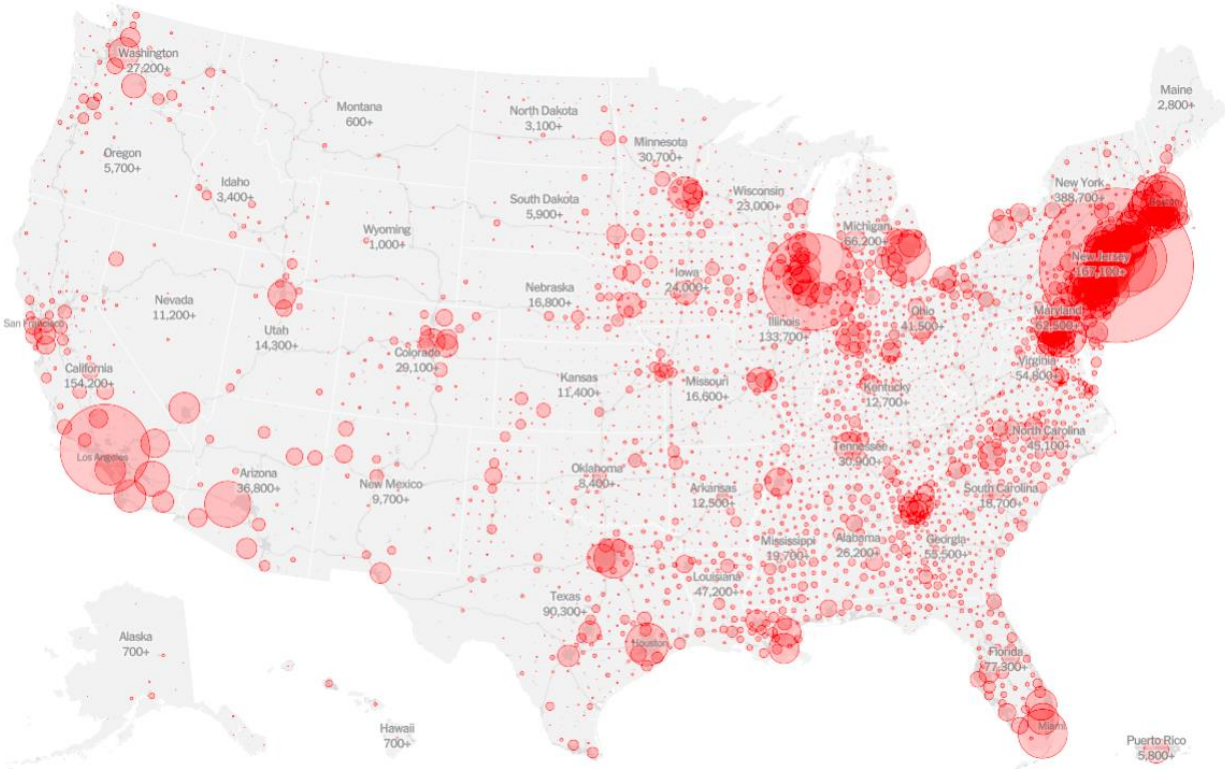 Washington
27,200+
Maine
2,800+
Montana
600+
North Dakota
3,100+
Minnesota
30,700+
Oregon
5,700+
Idaho
3,400+
Wisconsin
23,000+
New York
388,700+
South Dakota
5,900+
Wyoming
1,000+
Michigan
66,200+
Boston
New Jersey
167,100+
Iowa
24,000+
Nebraska
16,800+
Nevada
11,200+
San Francisco
Utah
14,300+
Colorado
29,100+
Illinois
133,700+
Ohio
41,500+
Maryland
62,500+
Virginia
54,800+
California
154,200+
Kansas
11,400+
Missouri
16,600+
Kentucky
12,700+
North Carolina
45,100+
Tennessee
30,900+
Los Angeles
Arizona
36,800+
New Mexico
9,700+
Oklahoma
8,400+
Arkansas
12,500+
South Carolina
18,700+
Mississippi
19,700+
Alabama
26,200+
Georgia
55,500+
Louisiana
47,200+
Texas
90,300+
Houston
Alaska
700+
Florida
77,300+
Miami
Hawaii
700+
Puerto Rico
5,800+